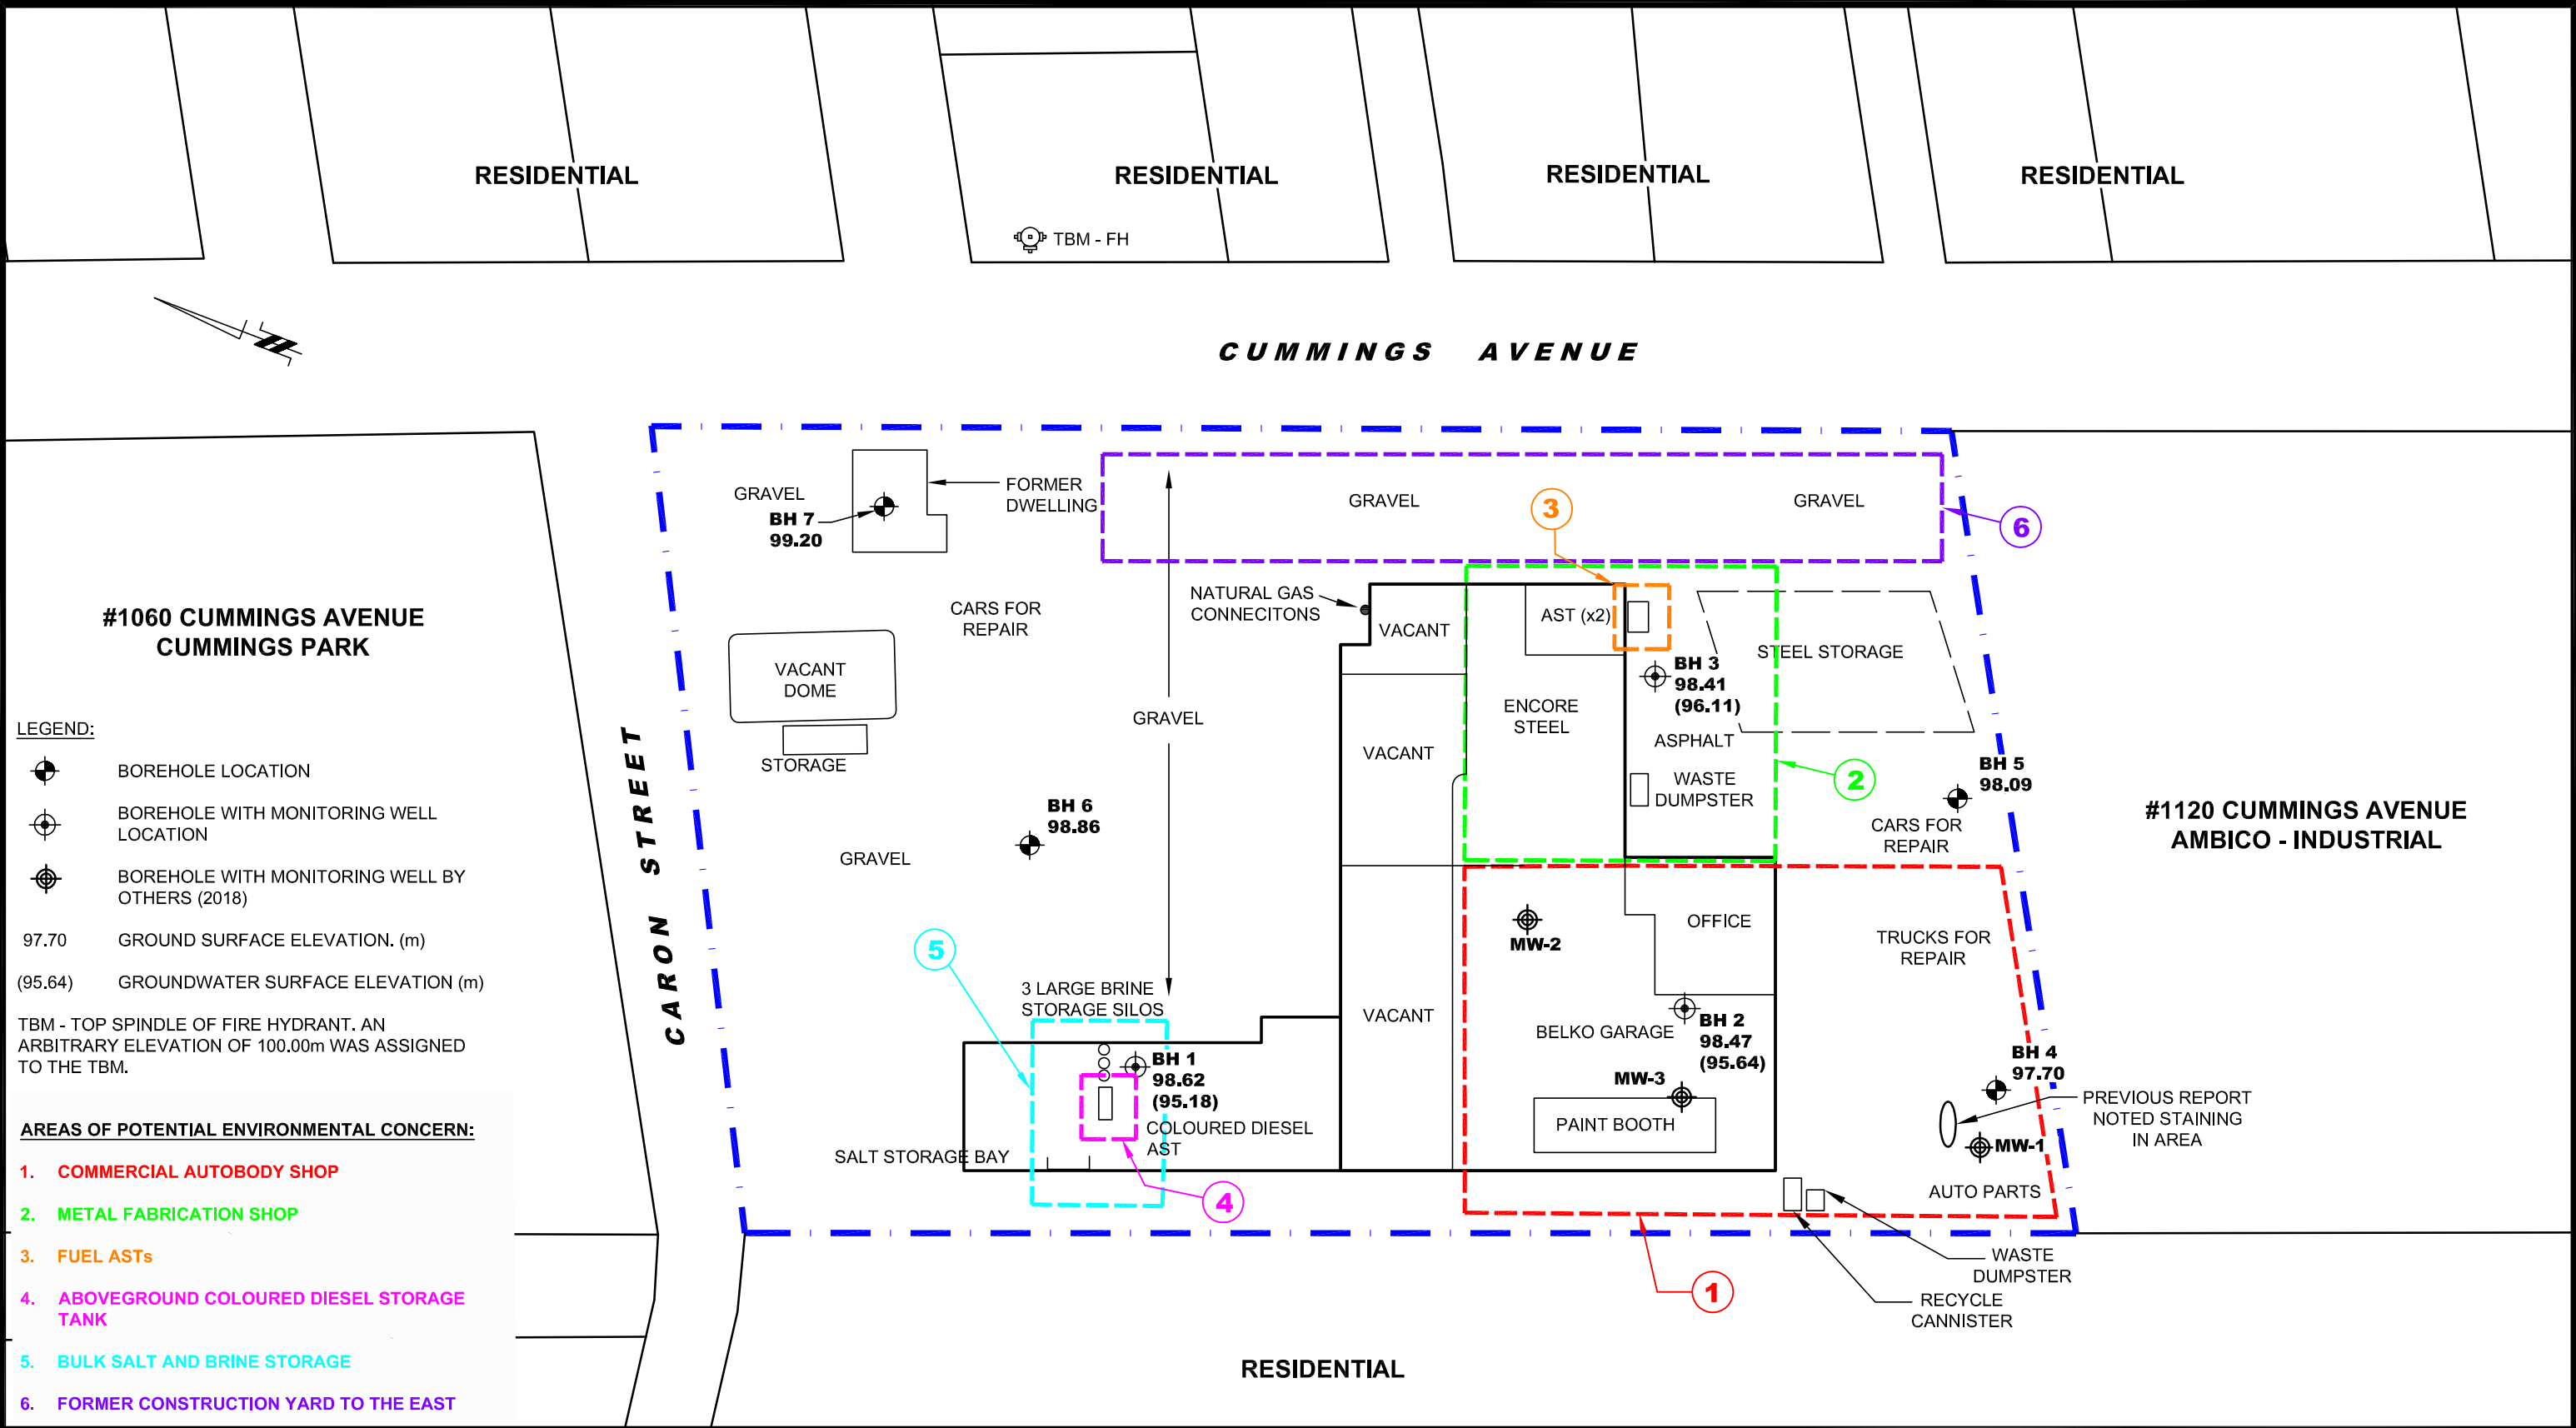 RESIDENTIAL
RESIDENTIAL
RESIDENTIAL
RESIDENTIAL
TBM - FH
CUMMINGS AVENUE
GRAVEL
BH 7
99.20
FORMER
DWELLING
GRAVEL
3
GRAVEL
6
#1060 CUMMINGS AVENUE
CUMMINGS PARK
CARS FOR
REPAIR
NATURAL GAS
CONNECITONS
VACANT
AST (x2)
VACANT
DOME
STORAGE
GRAVEL
VACANT
ENCORE
STEEL
BH 3
98.41
(96.11)
STEEL STORAGE
ASPHALT
WASTE
DUMPSTER
2
BH 5
98.09
CARS FOR
REPAIR
#1120 CUMMINGS AVENUE
AMBICO - INDUSTRIAL
CARON STREET
BH 6
98.86
GRAVEL
5
3 LARGE BRINE
STORAGE SILOS
VACANT
MW-2
OFFICE
TRUCKS FOR
REPAIR
BELKO GARAGE
BH 2
98.47
(95.64)
MW-3
PAINT BOOTH
BH 1
98.62
(95.18)
COLOURED DIESEL
AST
SALT STORAGE BAY
4
BH 4
97.70
PREVIOUS REPORT
NOTED STAINING
IN AREA
MW-1
AUTO PARTS
WASTE
DUMPSTER
RECYCLE
CANNISTER
1
RESIDENTIAL
LEGEND:
BOREHOLE LOCATION
BOREHOLE WITH MONITORING WELL
LOCATION
BOREHOLE WITH MONITORING WELL BY
OTHERS (2018)
97.70 GROUND SURFACE ELEVATION. (m)
(95.64) GROUNDWATER SURFACE ELEVATION (m)
TBM - TOP SPINDLE OF FIRE HYDRANT. AN
ARBITRARY ELEVATION OF 100.00m WAS ASSIGNED
TO THE TBM.
AREAS OF POTENTIAL ENVIRONMENTAL CONCERN:
1. COMMERCIAL AUTOBODY SHOP
2. METAL FABRICATION SHOP
3. FUEL ASTs
4. ABOVEGROUND COLOURED DIESEL STORAGE
TANK
5. BULK SALT AND BRINE STORAGE
6. FORMER CONSTRUCTION YARD TO THE EAST